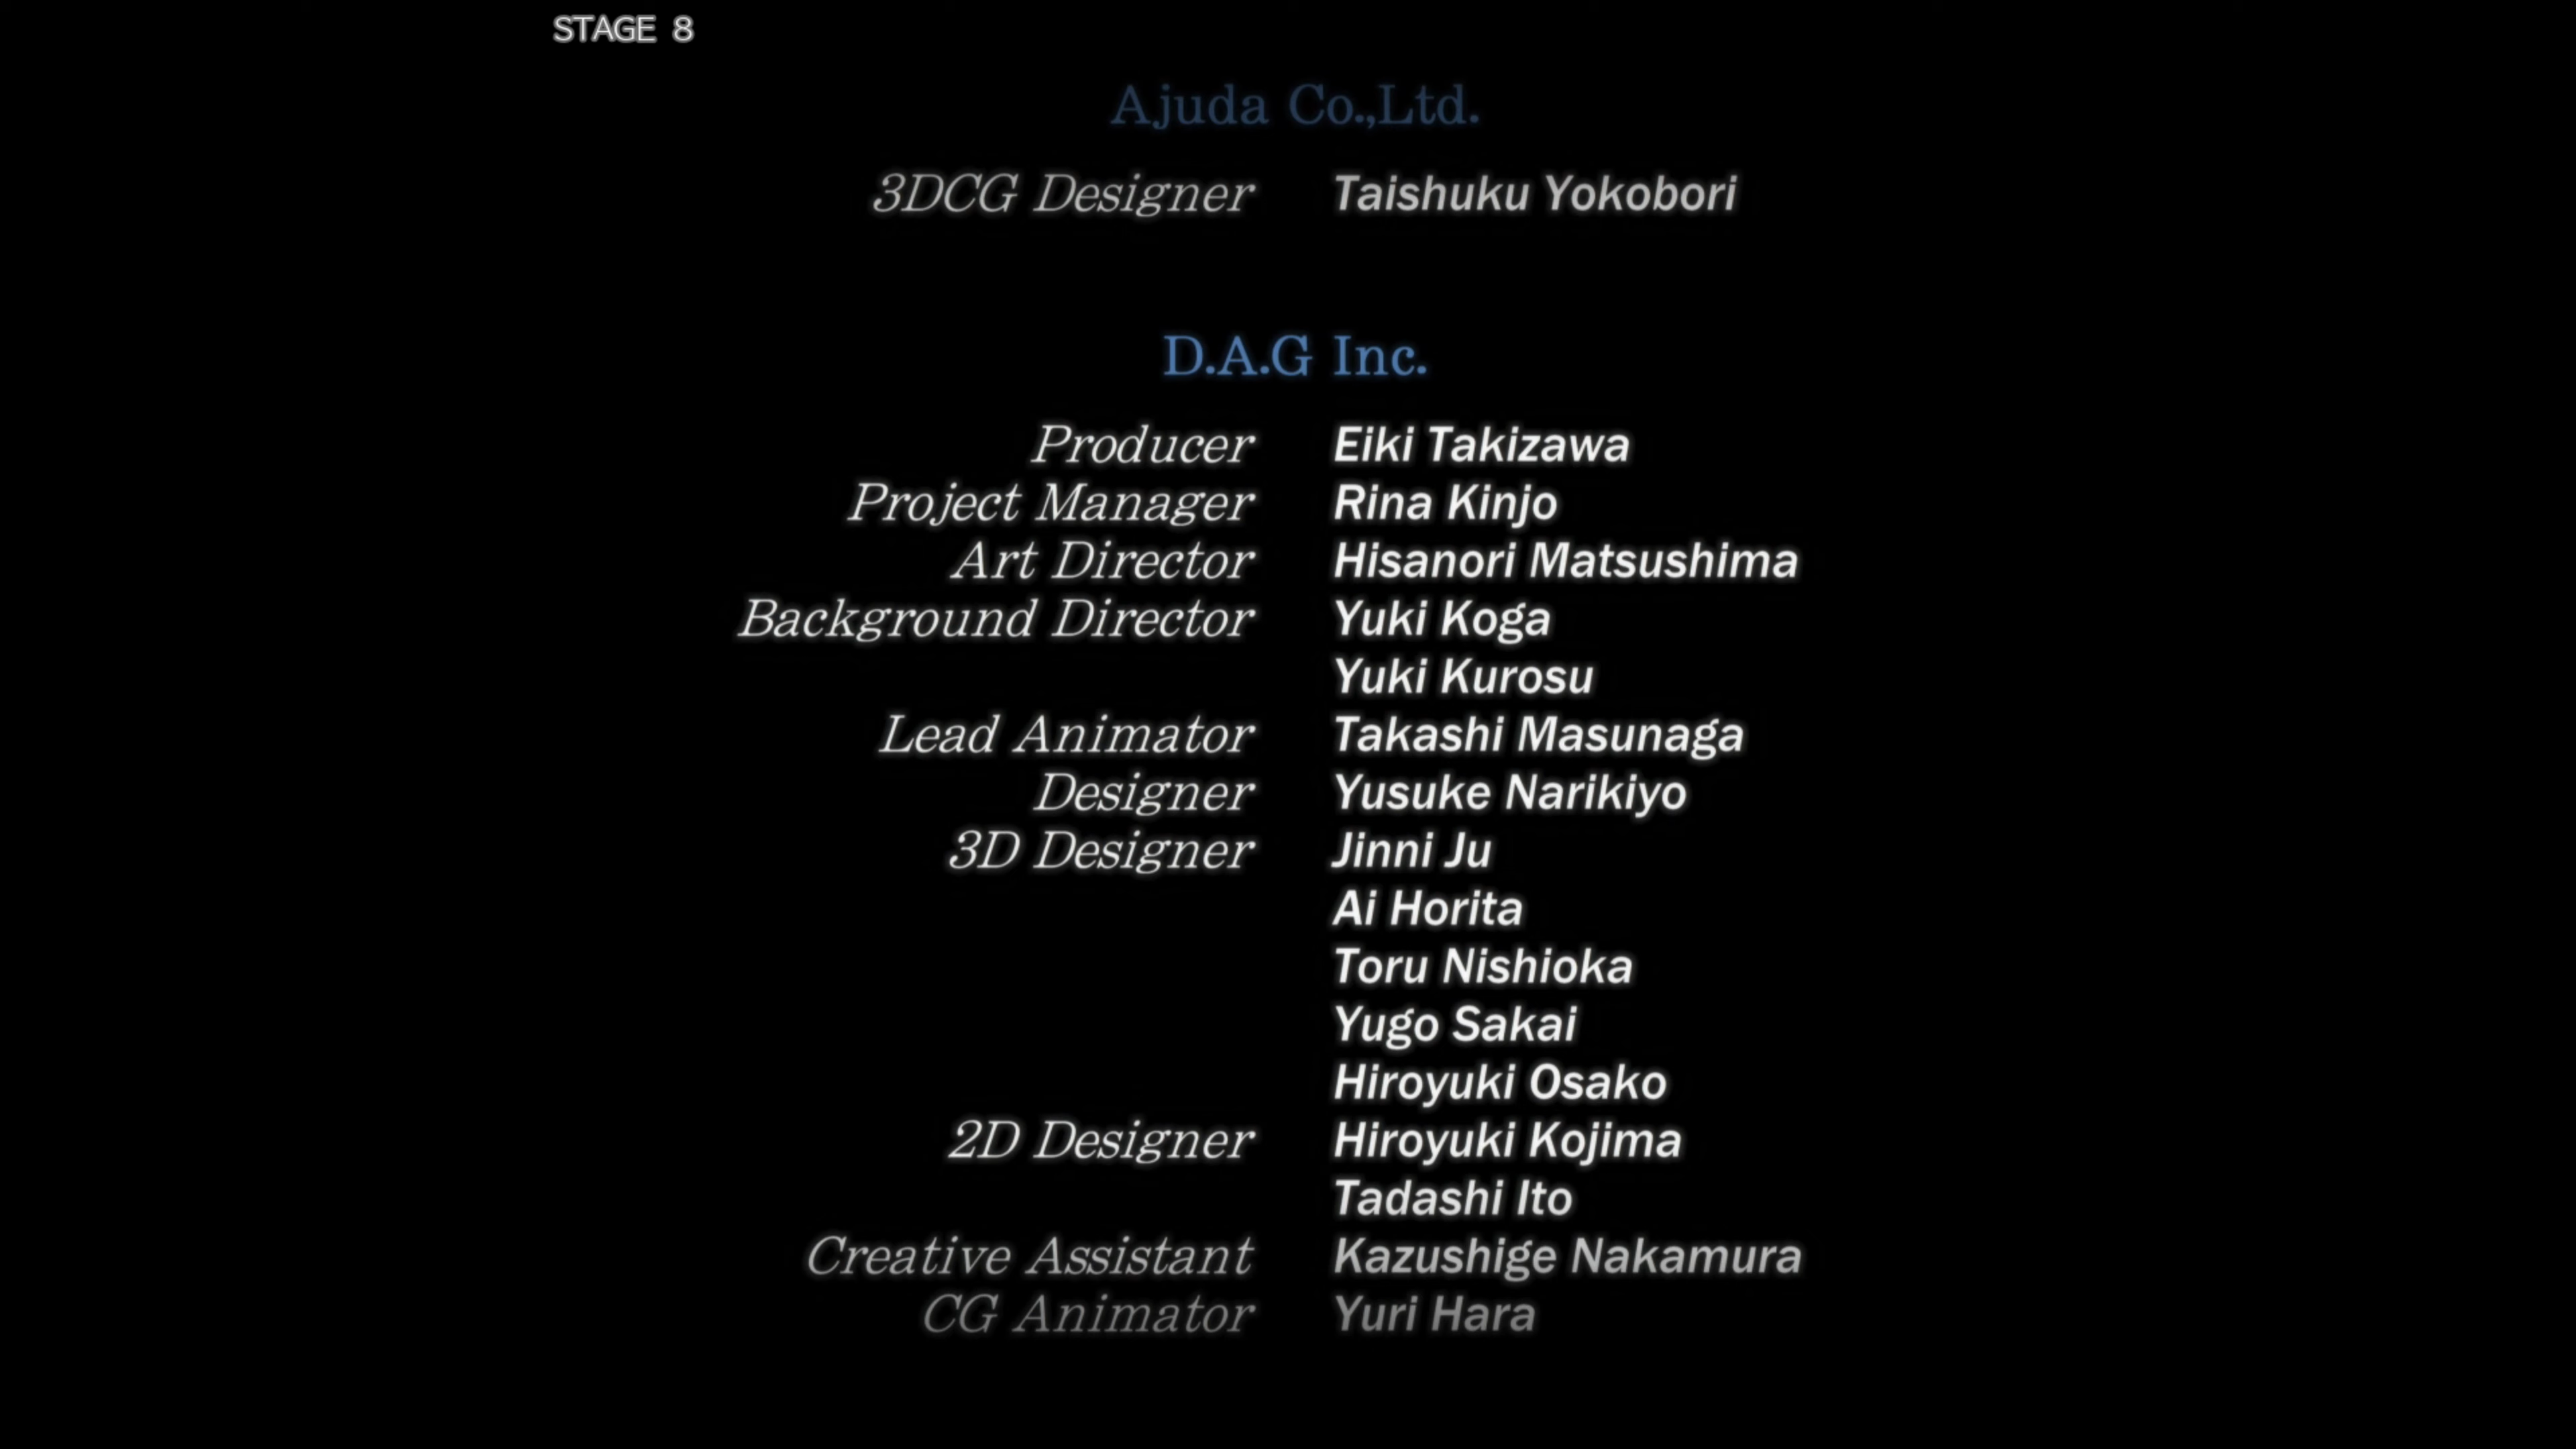 STAGE 8
Ajuda Co.,Ltd.
3DCG Designer Taishuku Yokobori
D.A.G Inc.
Producer Eiki Takizawa
Project Manager Rina Kinjo
Art Director Hisanori Matsushima
Background Director Yuki Koga
Yuki Kurosu
Lead Animator Takashi Masunaga
Designer Yusuke Narikiyo
3D Designer Jinni Ju
Ai Horita
Toru Nishioka
Yugo Sakai
Hiroyuki Osako
2D Designer Hiroyuki Kojima
Tadashi Ito
Creative Assistant Kazushige Nakamura
CG Animator Yuri Hara